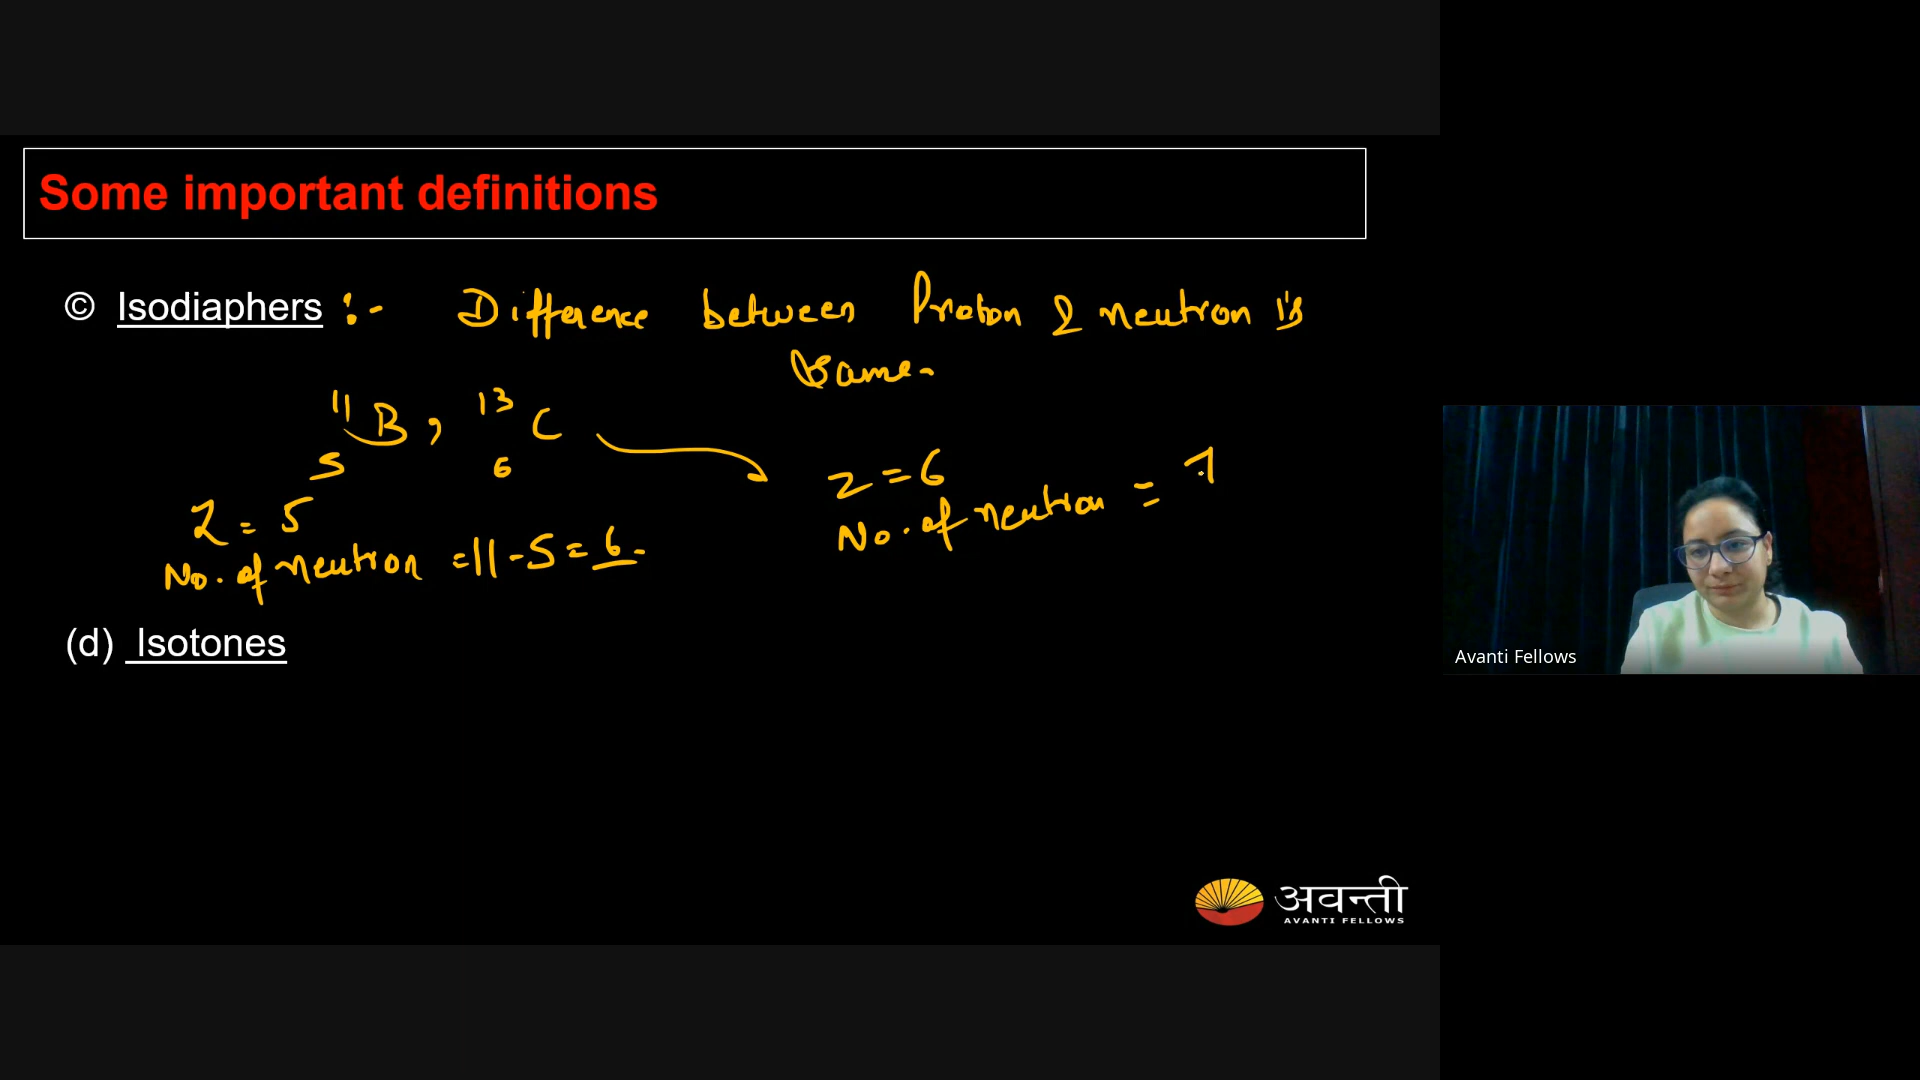 Some important definitions
© Isodiaphers :- Difference between Proton & neutron is
same.
11 B, 13 C
5 6
Z = 5
No. of neutron = 11 - 5 = 6.
Z = 6
No. of neutron = 7
(d) Isotones
Avanti Fellows
अवन्ती
AVANTI FELLOWS